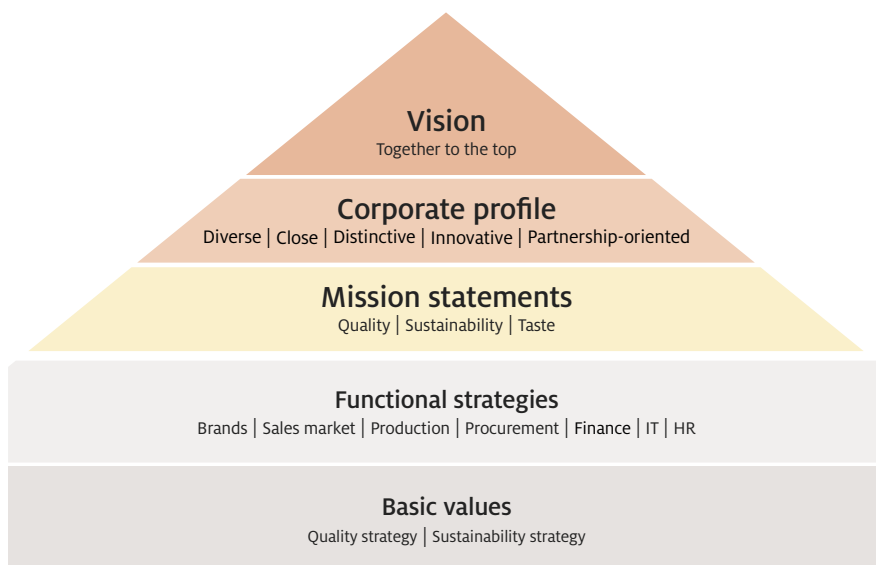 Vision
Together to the top
Corporate profile
Diverse | Close | Distinctive | Innovative | Partnership-oriented
Mission statements
Quality | Sustainability | Taste
Functional strategies
Brands | Sales market | Production | Procurement | Finance | IT | HR
Basic values
Quality strategy | Sustainability strategy